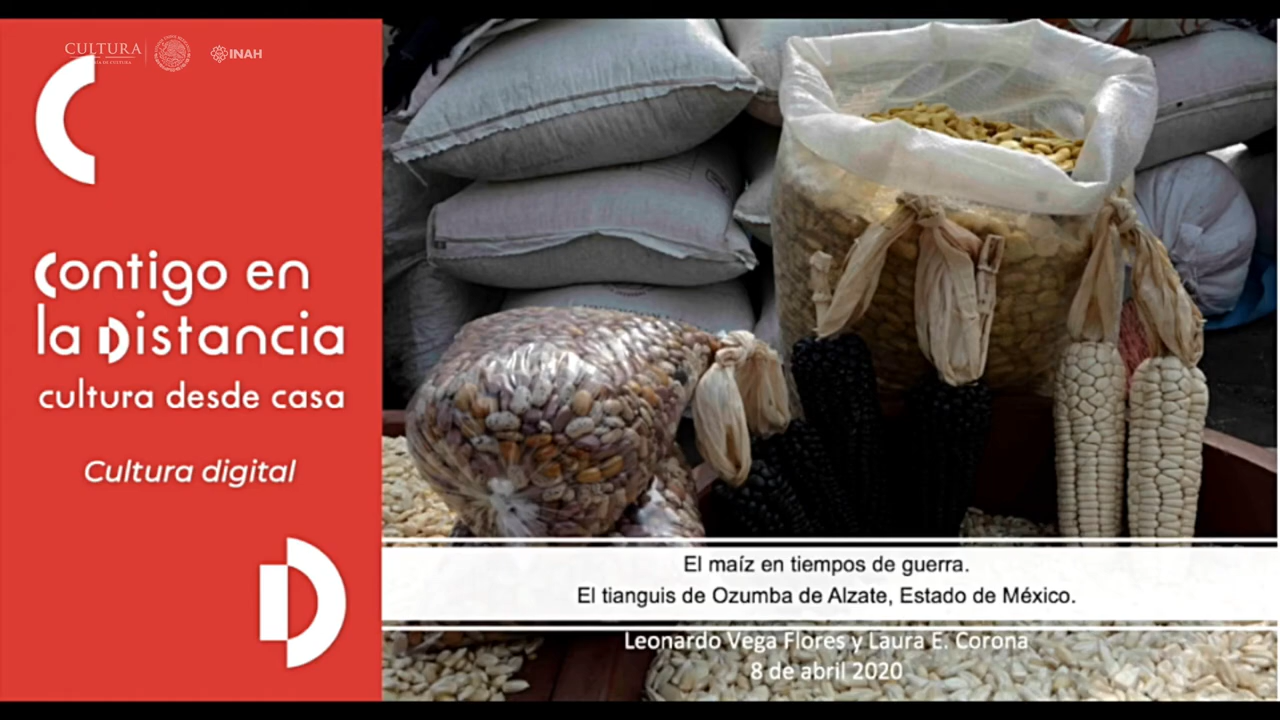 CULTURA
INAH
Contigo en
la Distancia
cultura desde casa
Cultura digital
El maíz en tiempos de guerra.
El tianguis de Ozumba de Alzate, Estado de México.
Leonardo Vega Flores y Laura E. Corona
8 de abril 2020